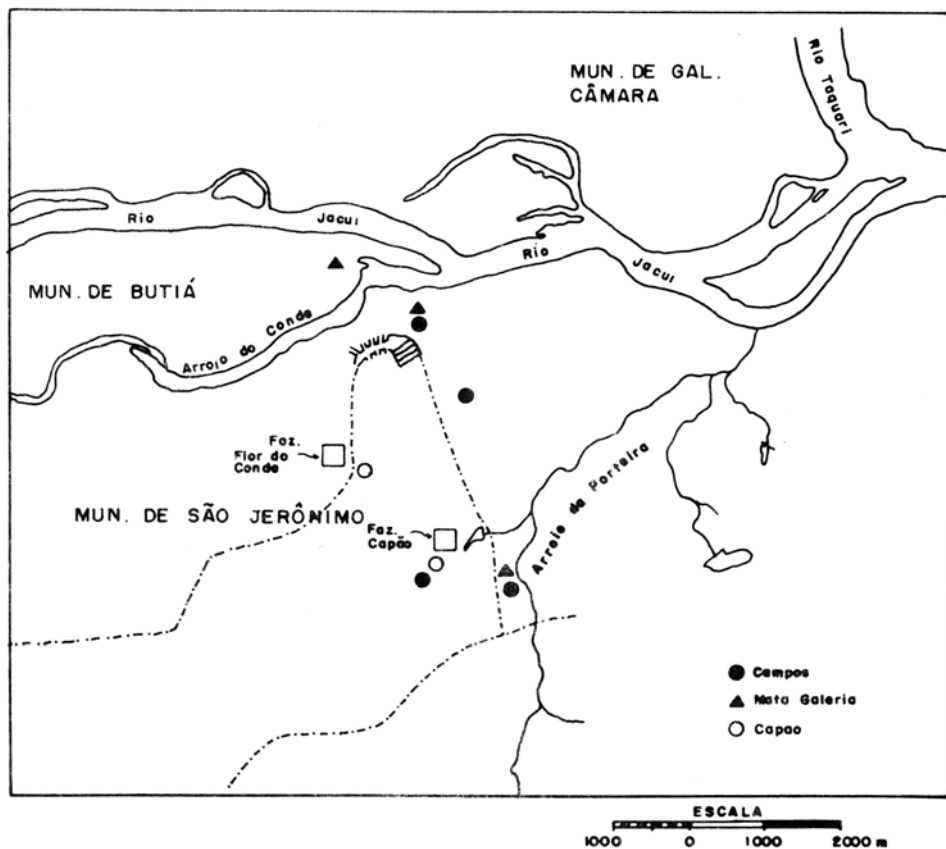 MUN. DE GAL.
CÂMARA
Rio Taquari
Rio Jacuí
Rio Jacuí
MUN. DE BUTIÁ
Arroio do Conde
Faz.
Flor do
Conde
MUN. DE SÃO JERÔNIMO
Faz.
Capão
Arroio da Porteira
Campos
Mata Galeria
Capao
ESCALA
1000 0 1000 2000 m